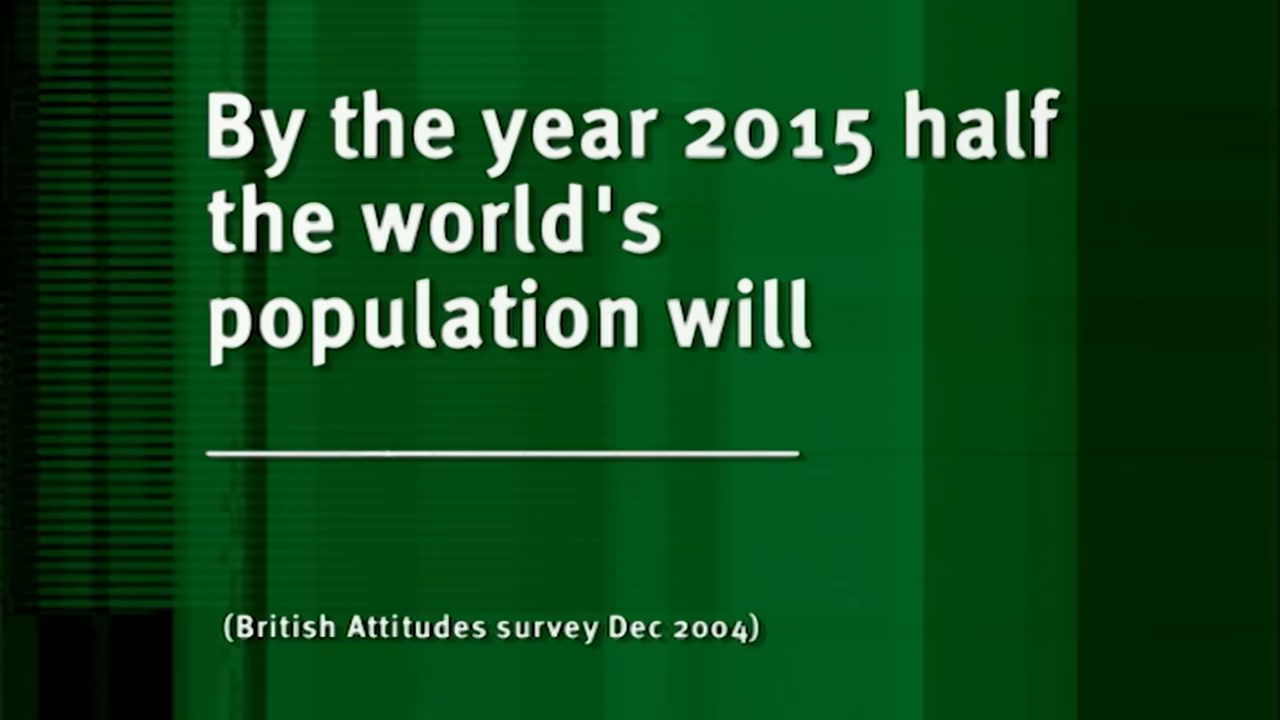 By the year 2015 half
the world's
population will
(British Attitudes survey Dec 2004)